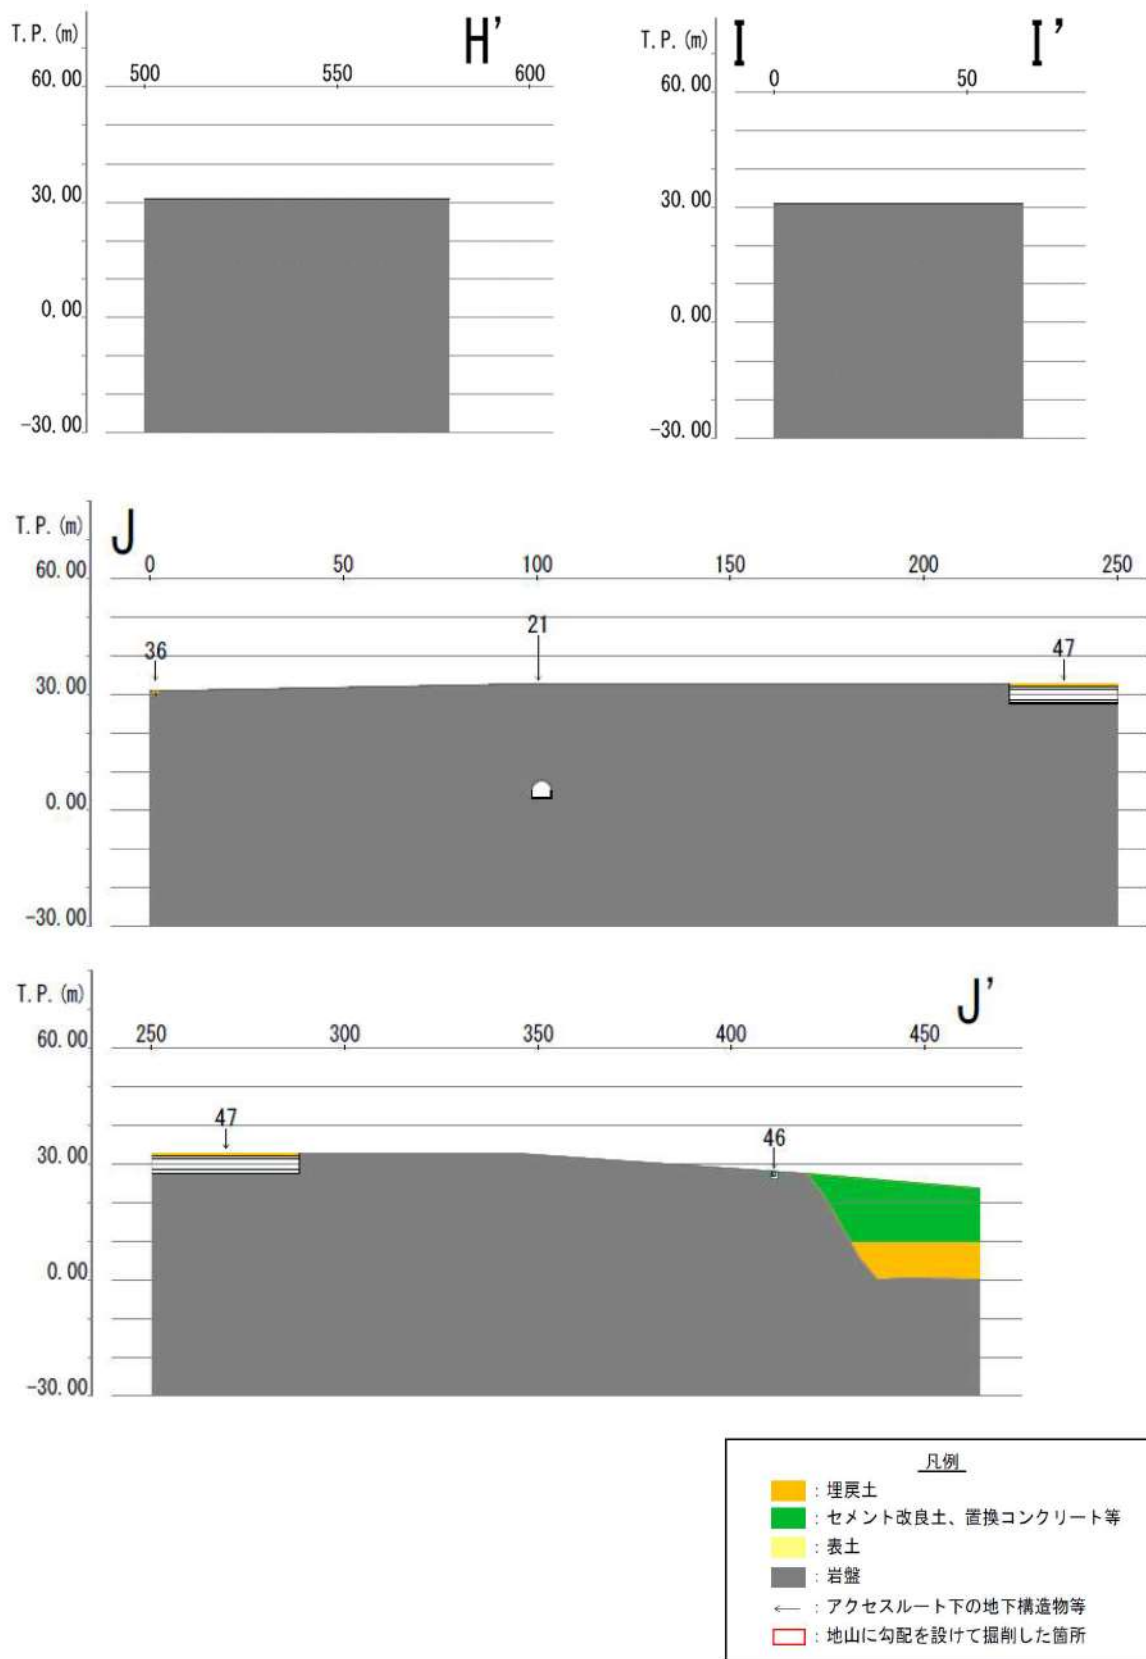 T.P.(m) H'
500 550 600
60.00
30.00
0.00
-30.00
T.P.(m) I I'
0 50
60.00
30.00
0.00
-30.00
T.P.(m) J
0 50 100 150 200 250
60.00
21
36 47
30.00
0.00
-30.00
T.P.(m) J'
250 300 350 400 450
60.00
47
46
30.00
0.00
-30.00
凡例
：埋戻土
：セメント改良土、置換コンクリート等
：表土
：岩盤
←：アクセスルート下の地下構造物等
：地山に勾配を設けて掘削した箇所